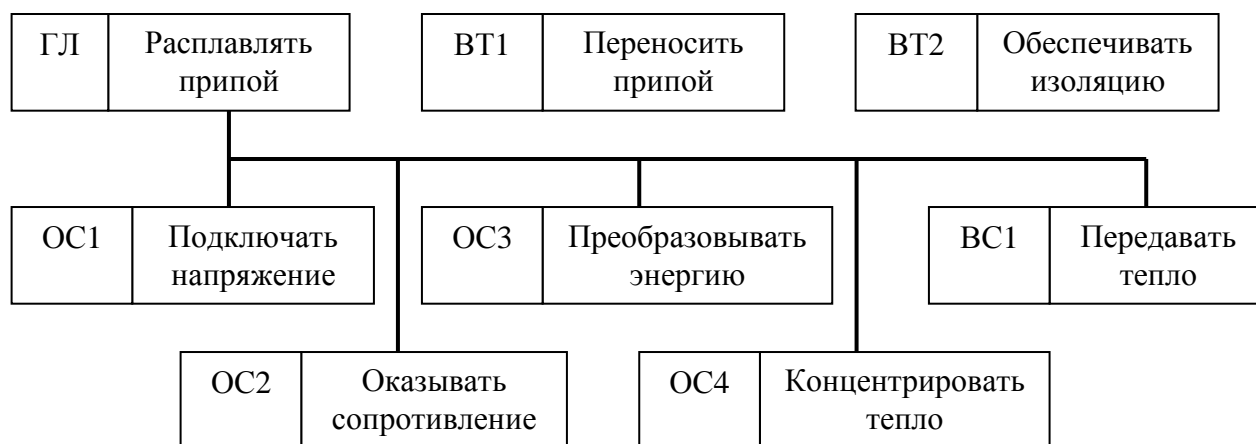 ГЛ
Расплавлять
припой
ВТ1
Переносить
припой
ВТ2
Обеспечивать
изоляцию
ОС1
Подключать
напряжение
ОС3
Преобразовывать
энергию
ВС1
Передавать
тепло
ОС2
Оказывать
сопротивление
ОС4
Концентрировать
тепло